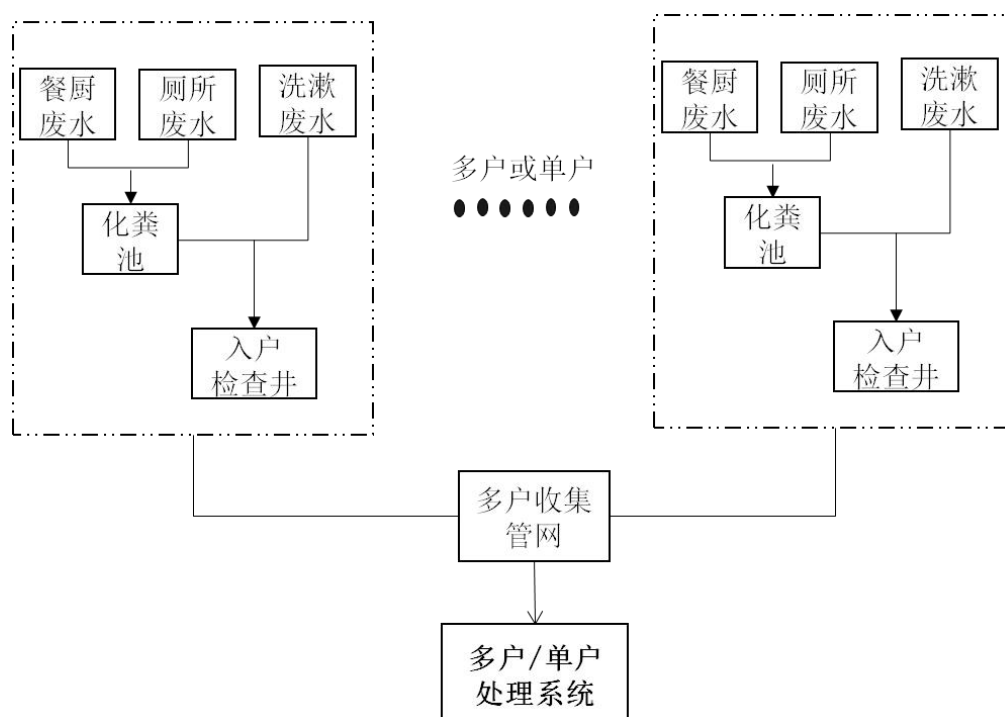 餐厨
废水
厕所
废水
洗漱
废水
化粪
池
入户
检查井
多户或单户
餐厨
废水
厕所
废水
洗漱
废水
化粪
池
入户
检查井
多户收集
管网
多户/单户
处理系统